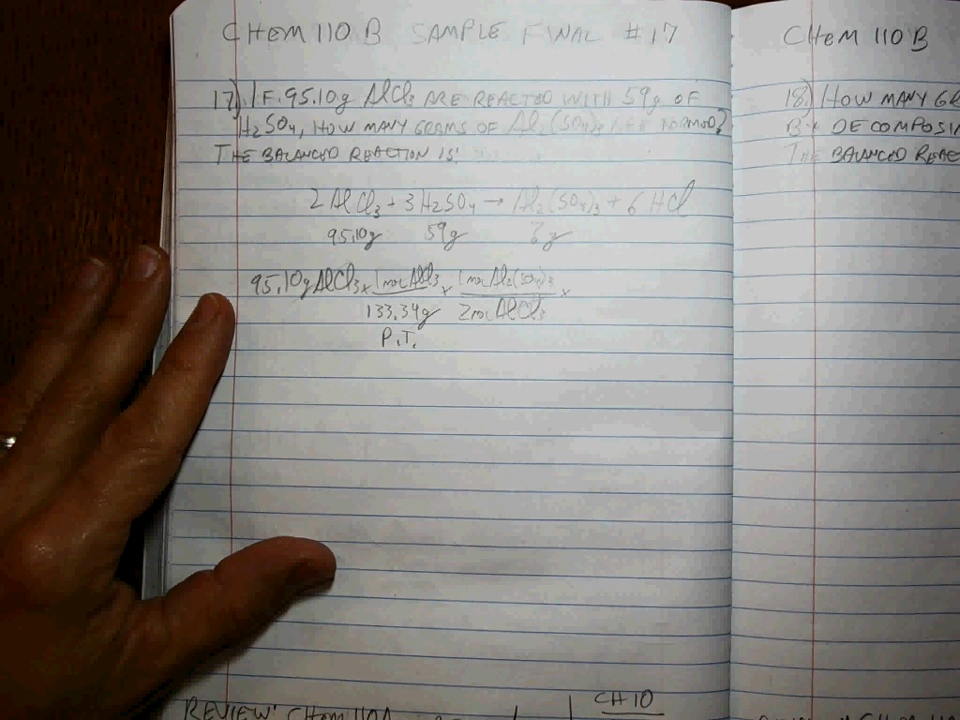 CHEM 110 B SAMPLE FINAL #17
17) IF 95.10g AlCl3 ARE REACTED WITH 59g OF
H2SO4, HOW MANY GRAMS OF Al2(SO4)3 ARE FORMED?
THE BALANCED REACTION IS:
2AlCl3 + 3H2SO4 → Al2(SO4)3 + 6HCl
95.10g 59g ?g
95.10g AlCl3 x 1mol AlCl3 x 1mol Al2(SO4)3 x
133.34g 2mol AlCl3
P.T.
CHEM 110 B
18) HOW MANY GR
DECOMPOSIN
THE BALANCED REAC
REVIEW: CHEM 110A
CH 10